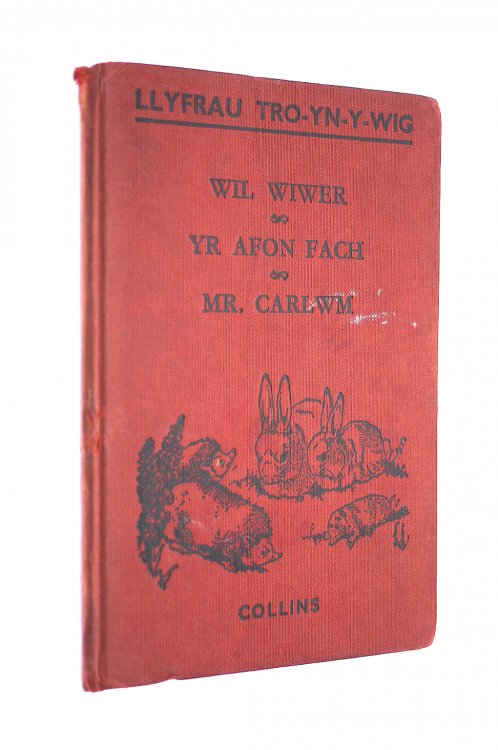 LLYFRAU TRO-YN-Y-WIG
WIL WIWER
YR AFON FACH
MR. CARLWM
COLLINS